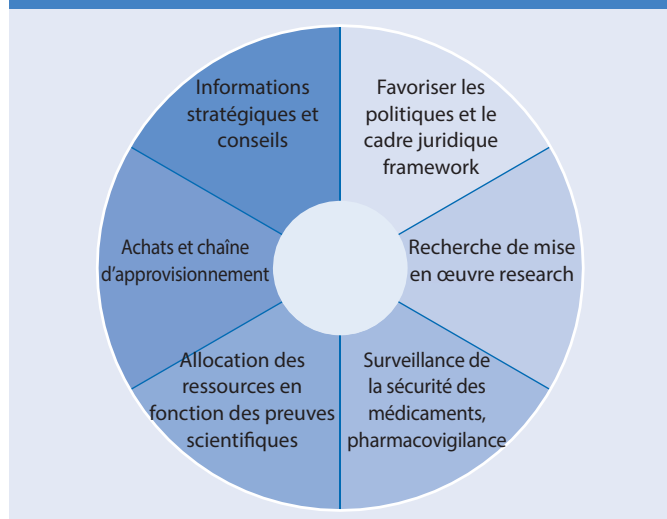 Informations
stratégiques et
conseils
Favoriser les
politiques et le
cadre juridique
framework
Achats et chaîne
d'approvisionnement
Recherche de mise
en œuvre research
Allocation des
ressources en
fonction des preuves
scientifiques
Surveillance de
la sécurité des
médicaments,
pharmacovigilance